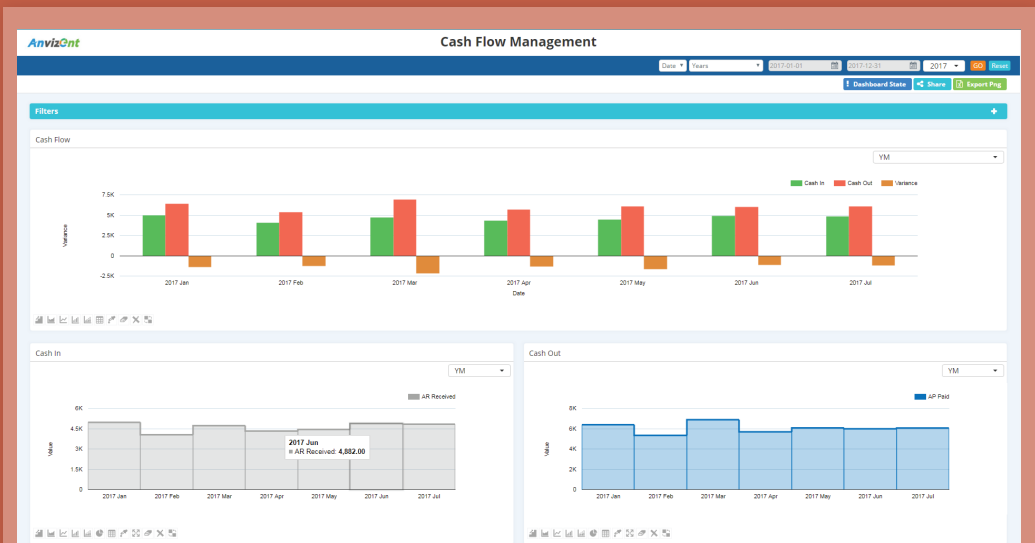 AnvizEnt
Cash Flow Management
Date Years 2017-01-01 2017-12-31 2017 GO Reset
Dashboard State Share Export Png
Filters +
Cash Flow
YM
Cash In Cash Out Variance
7.5K
5K
2.5K
0
-2.5K
Variance
2017 Jan 2017 Feb 2017 Mar 2017 Apr 2017 May 2017 Jun 2017 Jul
Date
Cash In
YM
AR Received
6K
4.5K
3K
1.5K
0
Value
2017 Jun
AR Received: 4,882.00
2017 Jan 2017 Feb 2017 Mar 2017 Apr 2017 May 2017 Jun 2017 Jul
Cash Out
YM
AP Paid
8K
6K
4K
2K
0
Value
2017 Jan 2017 Feb 2017 Mar 2017 Apr 2017 May 2017 Jun 2017 Jul